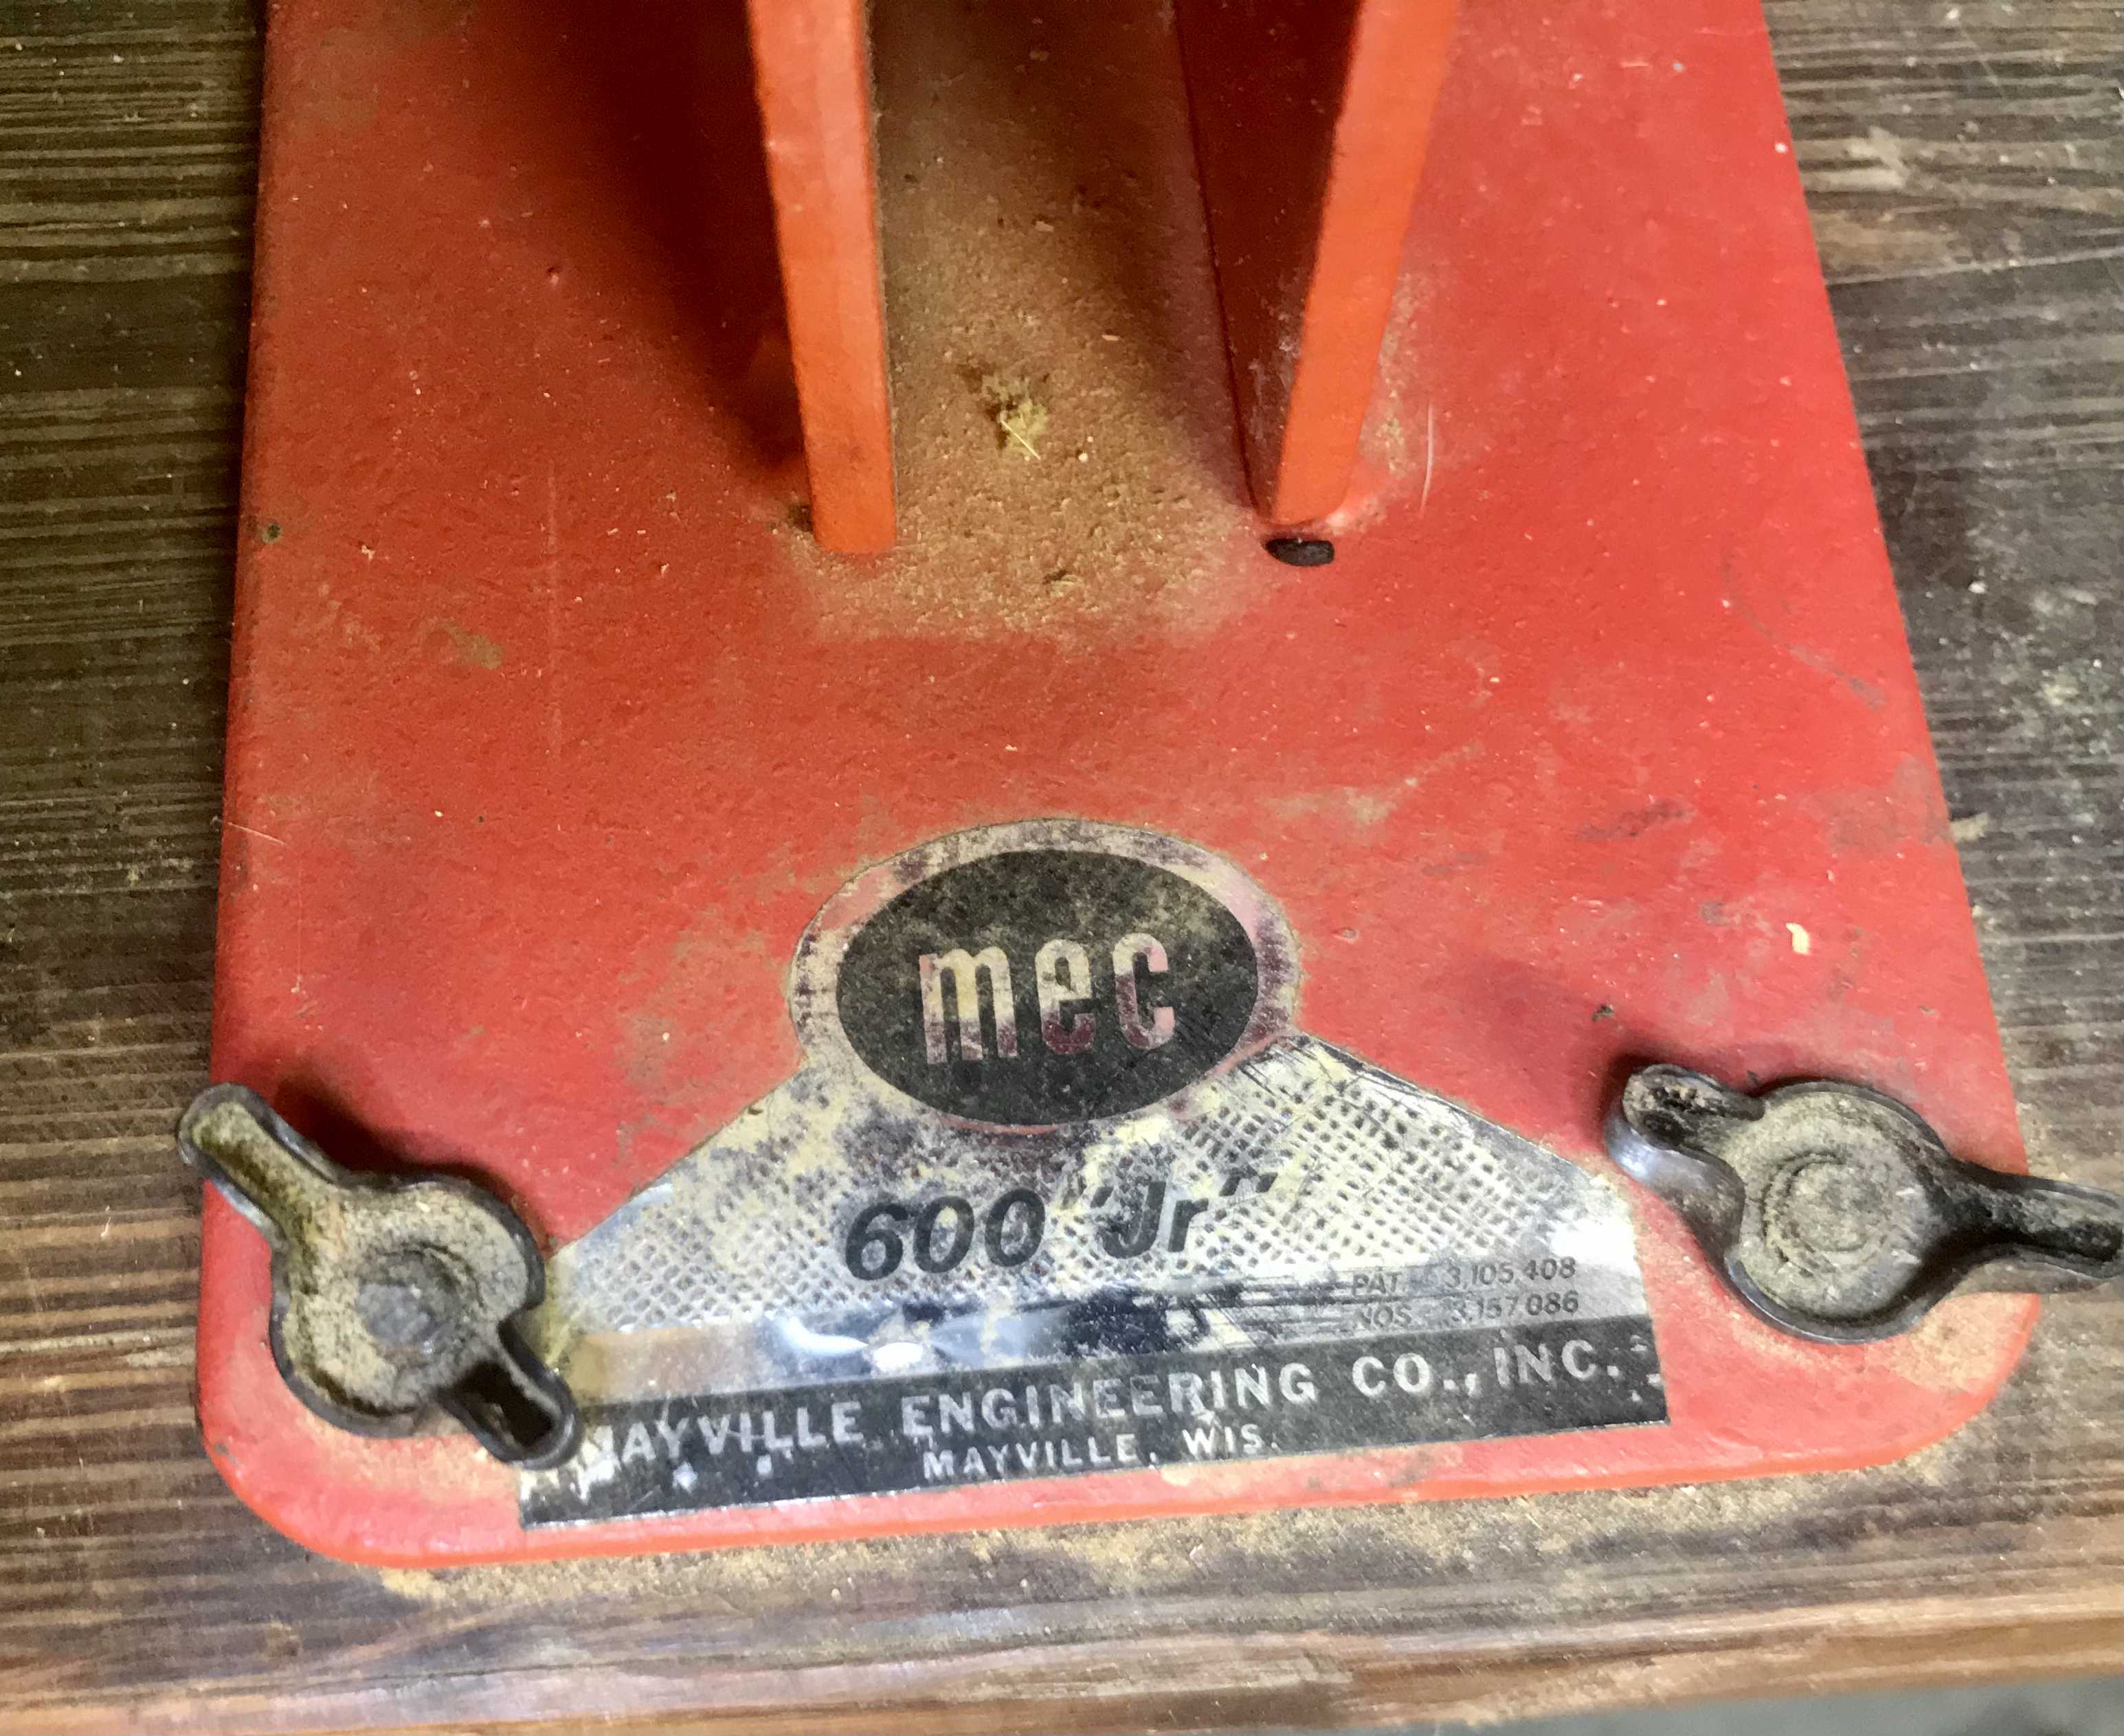 mec
600 "Jr"
PAT. 3,105,408
NOS. 3,157,086
MAYVILLE ENGINEERING CO., INC.
MAYVILLE, WIS.